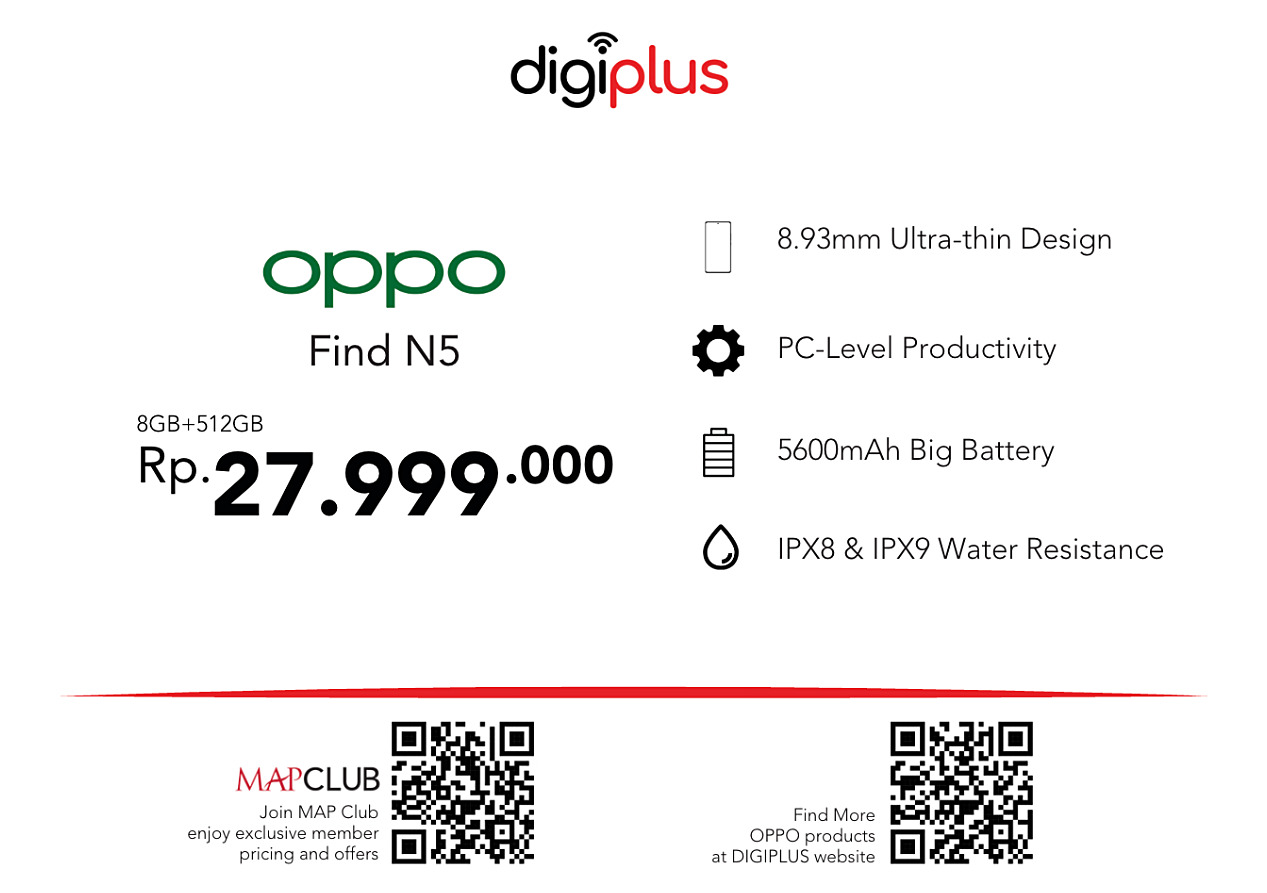 digiplus
oppo
Find N5
8GB+512GB
Rp.27.999.000
8.93mm Ultra-thin Design
PC-Level Productivity
5600mAh Big Battery
IPX8 & IPX9 Water Resistance
MAPCLUB
Join MAP Club
enjoy exclusive member
pricing and offers
Find More
OPPO products
at DIGIPLUS website